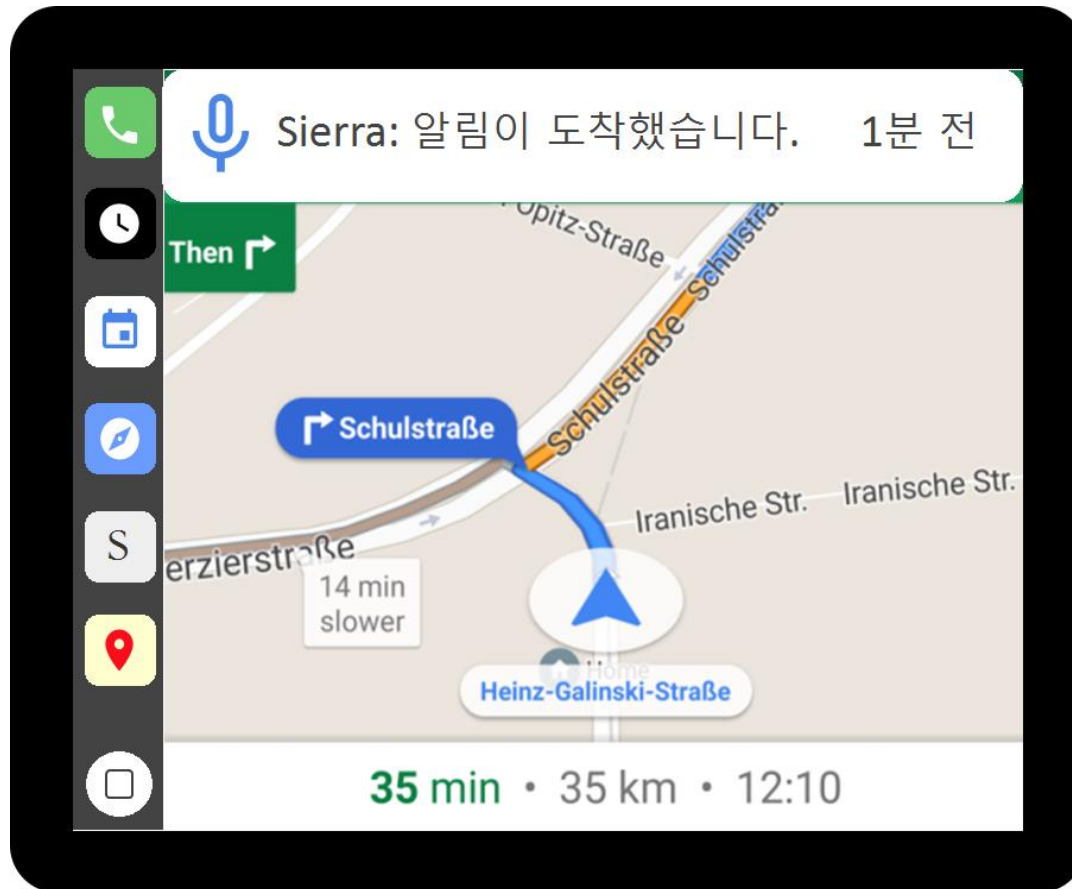 Sierra: 알림이 도착했습니다. 1분 전
Then
Opitz-Straße
Schulstra
Schulstraße
Schulstraße
Iranische Str.
Iranische Str.
erzierstraße
14 min
slower
S
Home
Heinz-Galinski-Straße
35 min • 35 km • 12:10